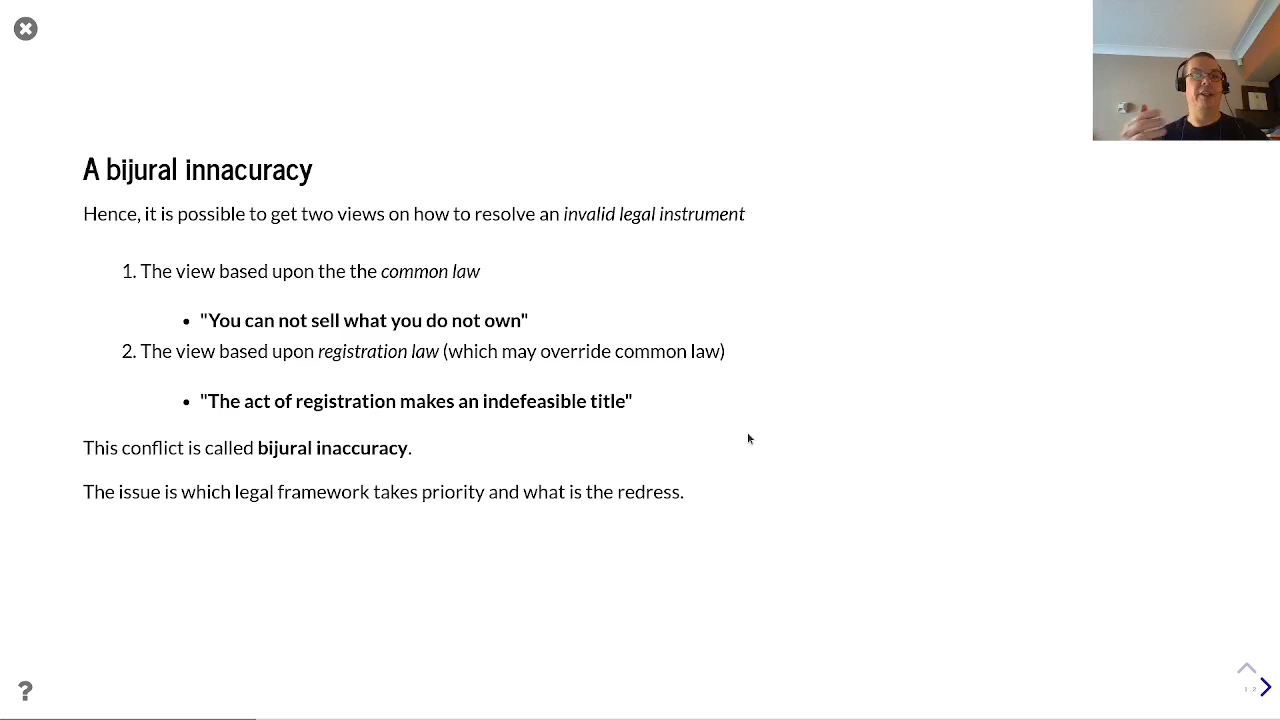 A bijural innacuracy
Hence, it is possible to get two views on how to resolve an invalid legal instrument
1. The view based upon the the common law
• "You can not sell what you do not own"
2. The view based upon registration law (which may override common law)
• "The act of registration makes an indefeasible title"
This conflict is called bijural inaccuracy.
The issue is which legal framework takes priority and what is the redress.
?